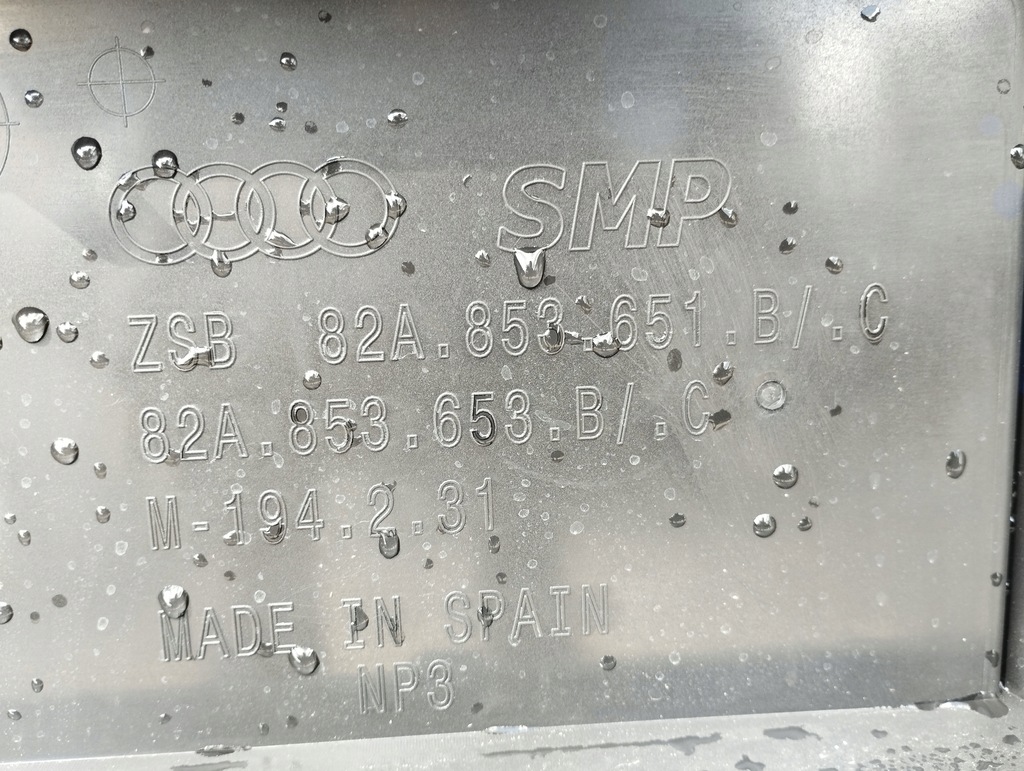 SMP
ZSB 82A.853.651.B/.C
82A.853.653.B/.C
M-194.2.31
MADE IN SPAIN
NP3